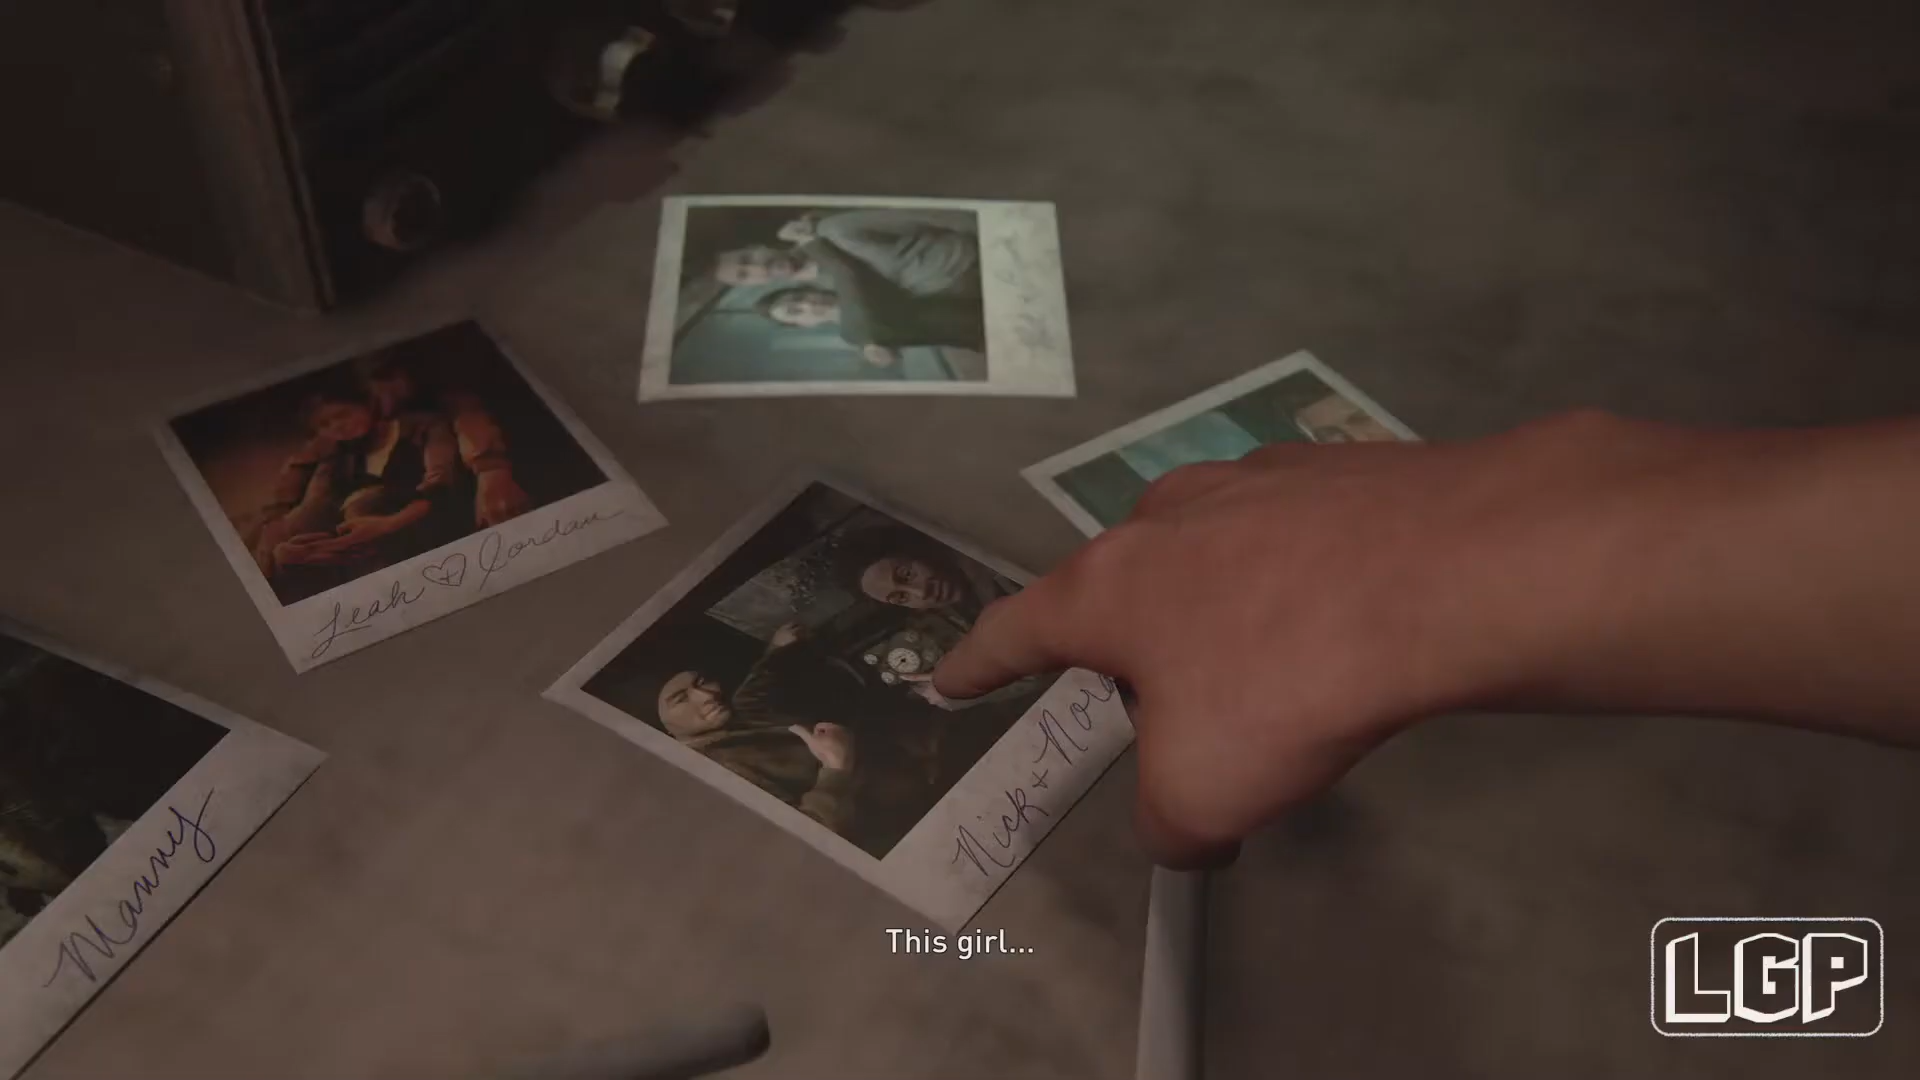 Leah ♡ Jordan
Nick + Nora
Manny
This girl...
LGP